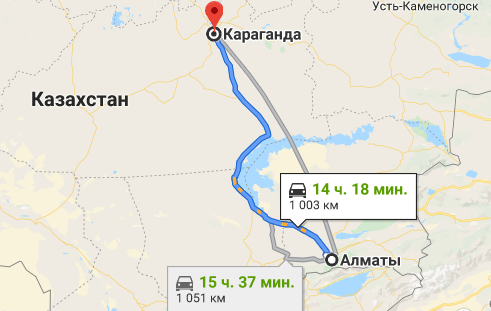 Усть-Каменогорск
Караганда
Казахстан
14 ч. 18 мин.
1 003 км
Алматы
15 ч. 37 мин.
1 051 км